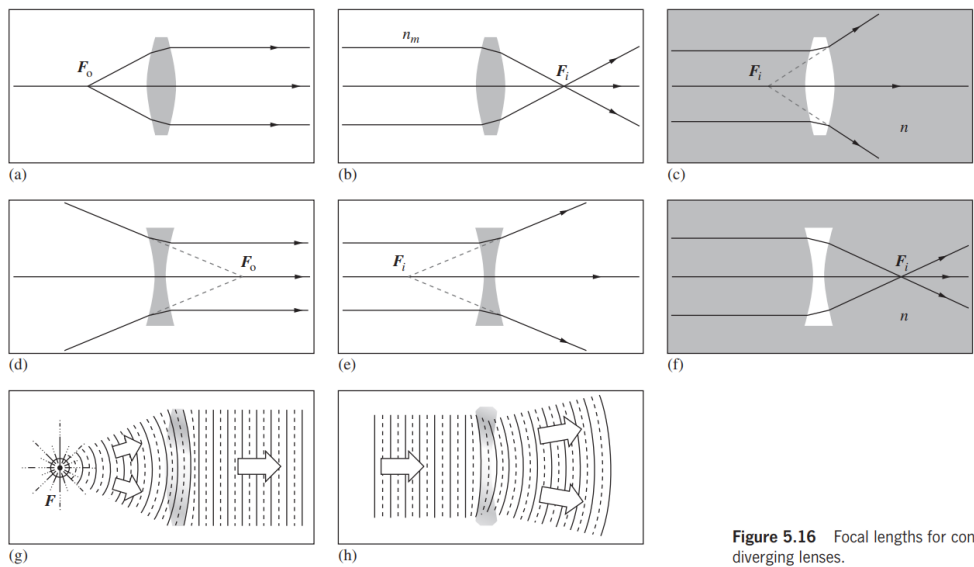 F_o
(a)
n_m
F_i
(b)
F_i
n
(c)
F_o
(d)
F_i
(e)
F_i
n
(f)
F
(g)
(h)
Figure 5.16 Focal lengths for con
diverging lenses.